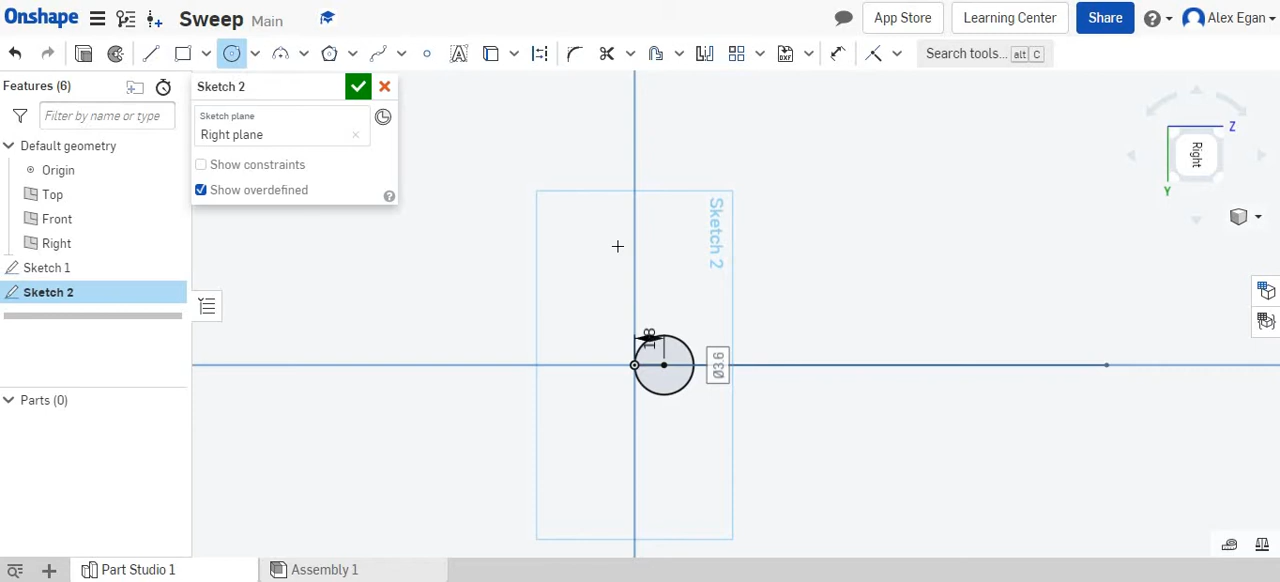 Onshape
Sweep Main
App Store
Learning Center
Share
Alex Egan
Search tools... alt C
Features (6)
Filter by name or type
Default geometry
Origin
Top
Front
Right
Sketch 1
Sketch 2
Parts (0)
Sketch 2
Sketch plane
Right plane
Show constraints
Show overdefined
Sketch 2
1.8
Ø3.6
Z
Right
Y
Part Studio 1
Assembly 1